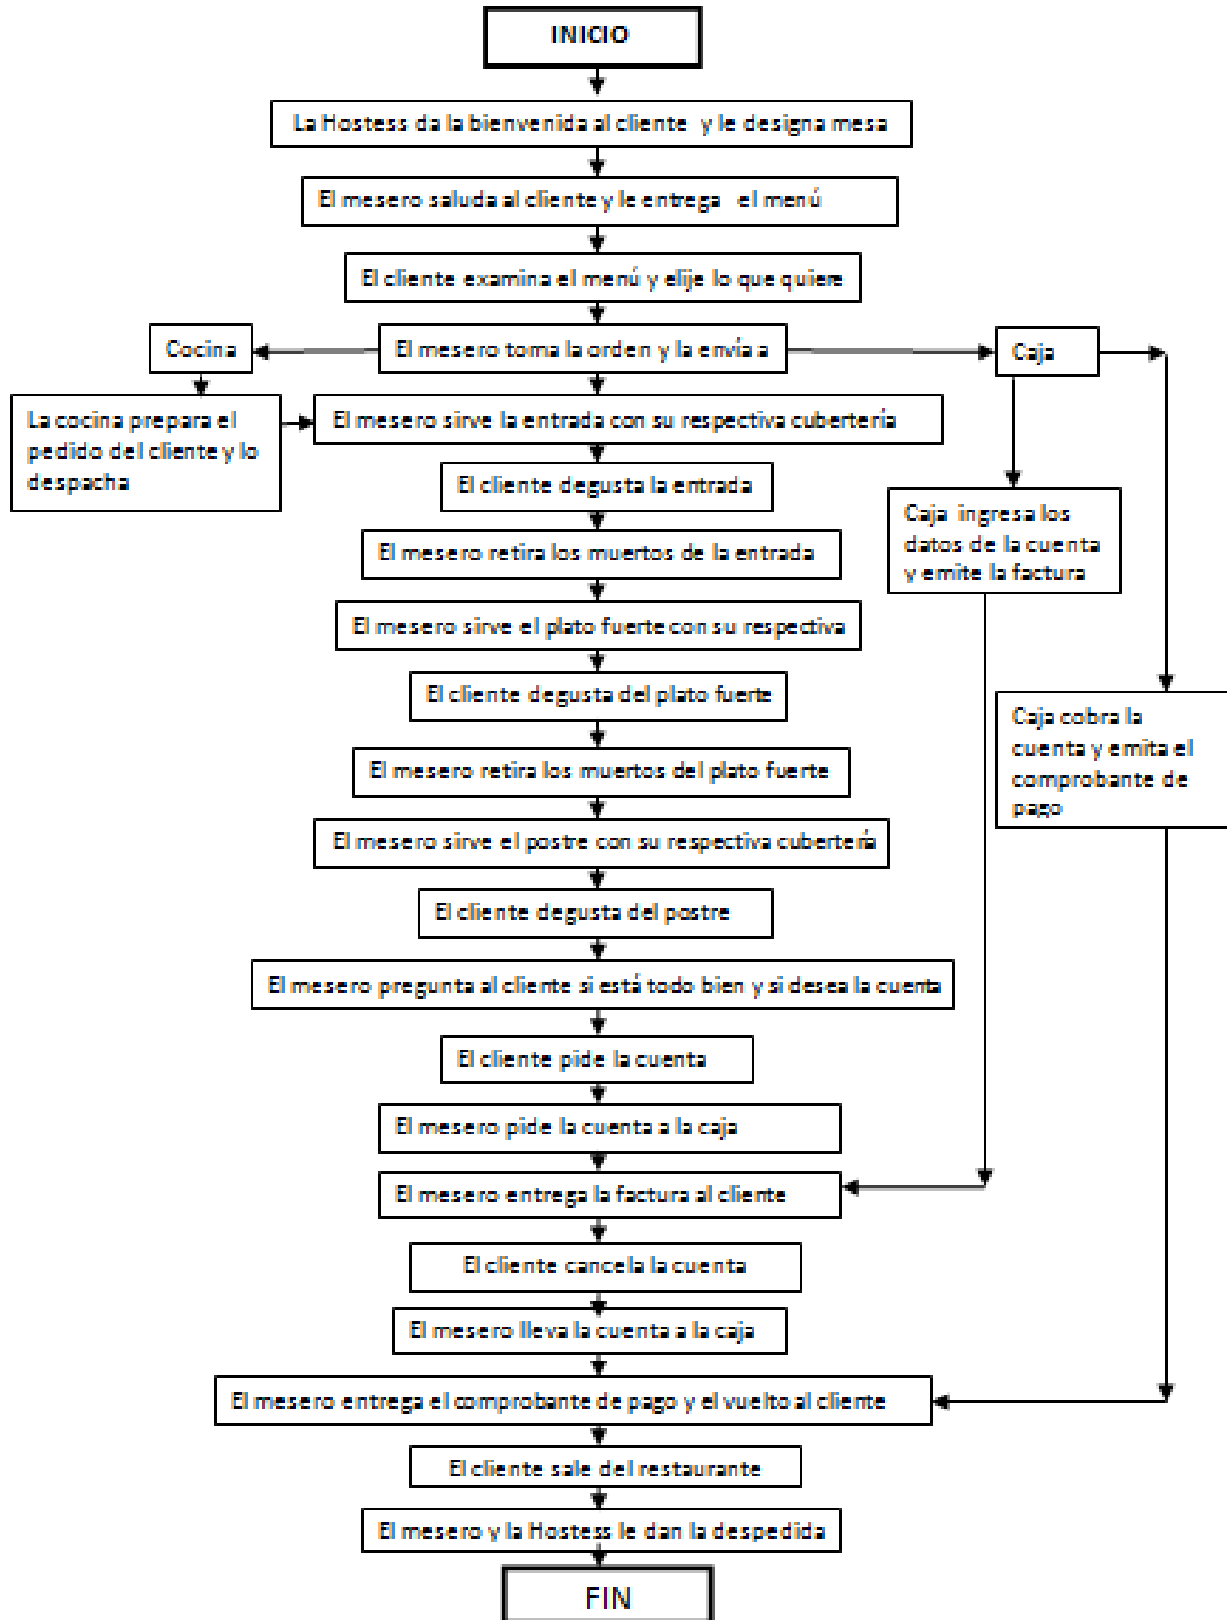 INICIO
La Hostess da la bienvenida al cliente y le designa mesa
El mesero saluda al cliente y le entrega el menú
El cliente examina el menú y elije lo que quiere
Cocina
El mesero toma la orden y la envía a
Caja
La cocina prepara el
pedido del cliente y lo
despacha
El mesero sirve la entrada con su respectiva cubertería
El cliente degusta la entrada
Caja ingresa los
datos de la cuenta
y emite la factura
El mesero retira los muertos de la entrada
El mesero sirve el plato fuerte con su respectiva
El cliente degusta del plato fuerte
Caja cobra la
cuenta y emita el
comprobante de
pago
El mesero retira los muertos del plato fuerte
El mesero sirve el postre con su respectiva cubertería
El cliente degusta del postre
El mesero pregunta al cliente si está todo bien y si desea la cuenta
El cliente pide la cuenta
El mesero pide la cuenta a la caja
El mesero entrega la factura al cliente
El cliente cancela la cuenta
El mesero lleva la cuenta a la caja
El mesero entrega el comprobante de pago y el vuelto al cliente
El cliente sale del restaurante
El mesero y la Hostess le dan la despedida
FIN